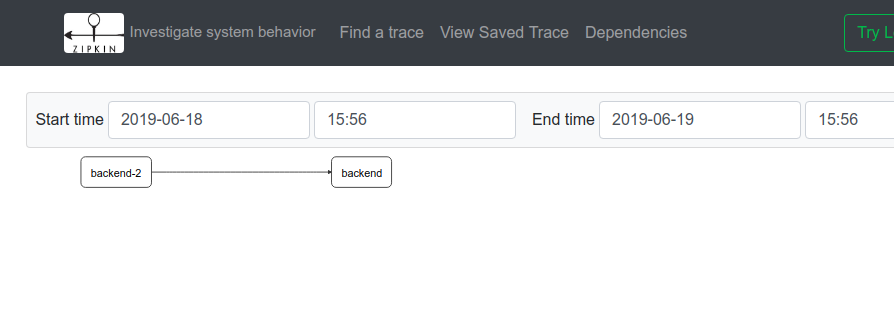 ZIPKIN Investigate system behavior Find a trace View Saved Trace Dependencies Try
Start time 2019-06-18 15:56 End time 2019-06-19 15:56
backend-2 backend